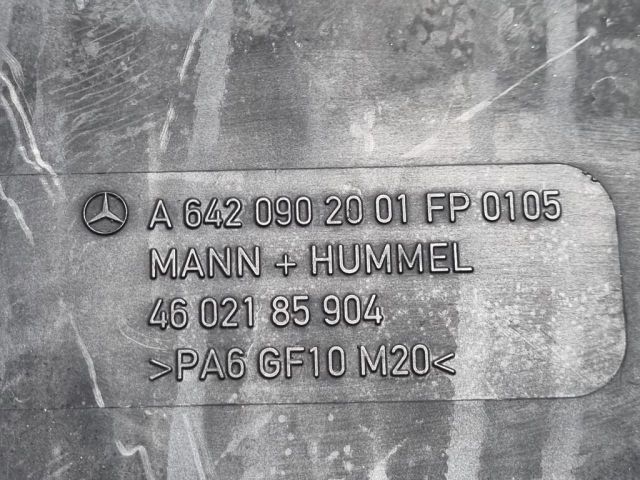 A 642 090 20 01 FP 0105
MANN + HUMMEL
46 021 85 904
>PA6 GF10 M20<